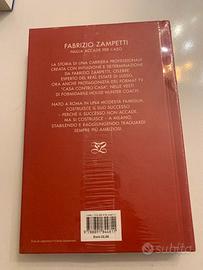 FABRIZIO ZAMPETTI
NULLA ACCADE PER CASO
LA STORIA DI UNA CARRIERA PROFESSIONALE
CREATA CON INTUIZIONE E DETERMINAZIONE
DA FABRIZIO ZAMPETTI, CELEBRE
ESPERTO DEL REAL ESTATE DI LUSSO,
ORA ANCHE PROTAGONISTA DEL FORMAT TV
"CASA CONTRO CASA", NELLE VESTI
DI FORMIDABILE HOUSE HUNTER COACH.
NATO A ROMA IN UNA MODESTA FAMIGLIA,
COSTRUISCE IL SUO SUCCESSO
- PERCHÉ IL SUCCESSO NON ACCADE,
MA SI COSTRUISCE - A MILANO,
STABILENDO E RAGGIUNGENDO TRAGUARDI
SEMPRE PIÙ AMBIZIOSI.
Subito.it